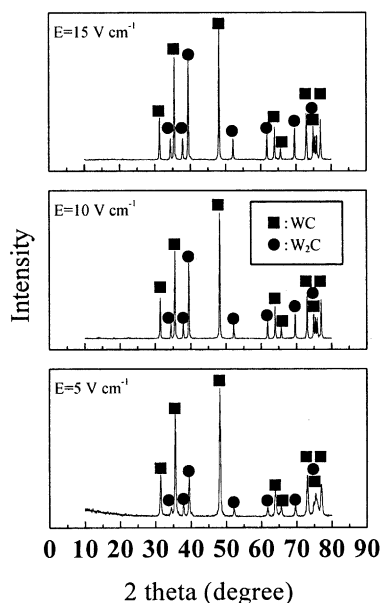 E=15 V cm⁻¹
E=10 V cm⁻¹
■ : WC
● : W₂C
E=5 V cm⁻¹
Intensity
0 10 20 30 40 50 60 70 80 90
2 theta (degree)